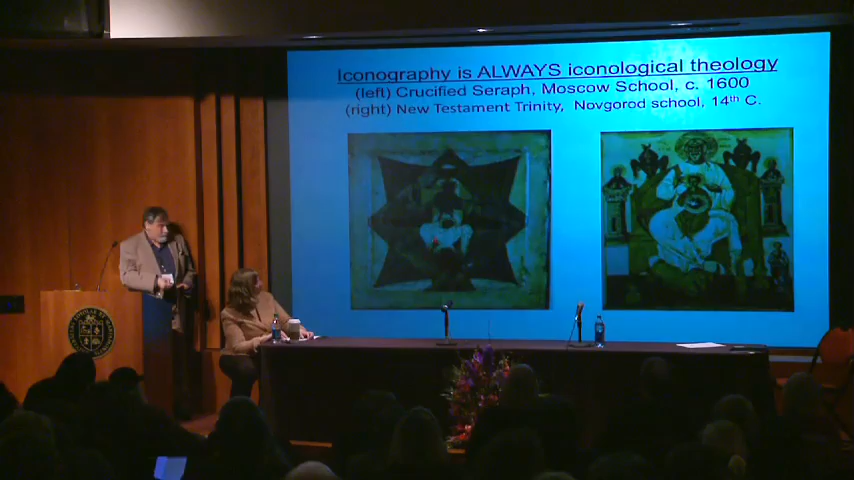 Iconography is ALWAYS iconological theology
(left) Crucified Seraph, Moscow School, c. 1600
(right) New Testament Trinity, Novgorod school, 14th C.